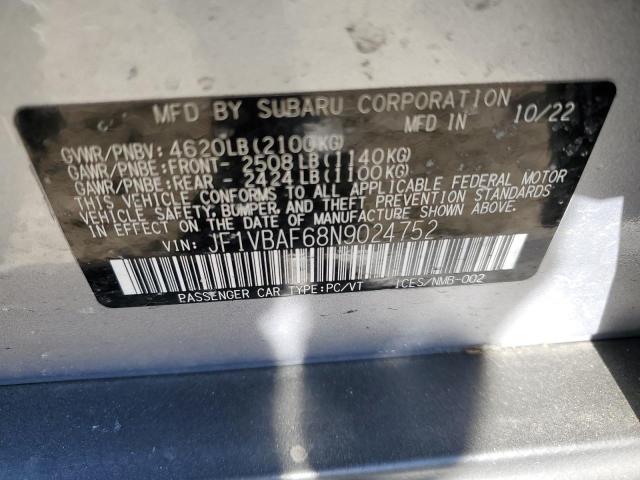 MFD BY SUBARU CORPORATION 10/22
MFD IN
GVWR/PNBV: 4620LB(2100KG)
GAWR/PNBE:FRONT- 2508LB(1140KG)
GAWR/PNBE:REAR - 2424LB(1100KG)
THIS VEHICLE CONFORMS TO ALL APPLICABLE FEDERAL MOTOR
VEHICLE SAFETY, BUMPER, AND THEFT PREVENTION STANDARDS
IN EFFECT ON THE DATE OF MANUFACTURE SHOWN ABOVE.
VIN: JF1VBAF68N9024752
PASSENGER CAR TYPE:PC/VT ICES/NMB-002